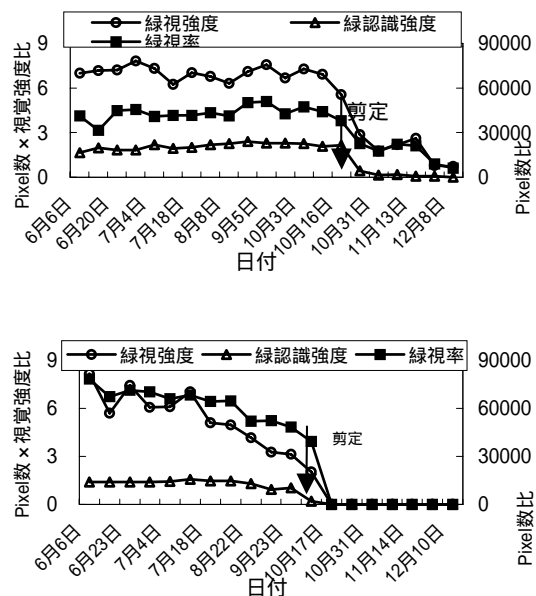 緑視強度 緑認識強度
緑視率
9 90000
6 60000
3 30000
0 0
Pixel数×視覚強度比
Pixel数比
剪定
6月6日 6月20日 7月4日 7月18日 8月8日 9月5日 10月3日 10月16日 10月31日 11月13日 12月8日
日付
緑視強度 緑認識強度 緑視率
9 90000
6 60000
3 30000
0 0
Pixel数×視覚強度比
Pixel数比
剪定
6月6日 6月23日 7月4日 7月18日 8月22日 9月23日 10月17日 10月31日 11月14日 12月10日
日付